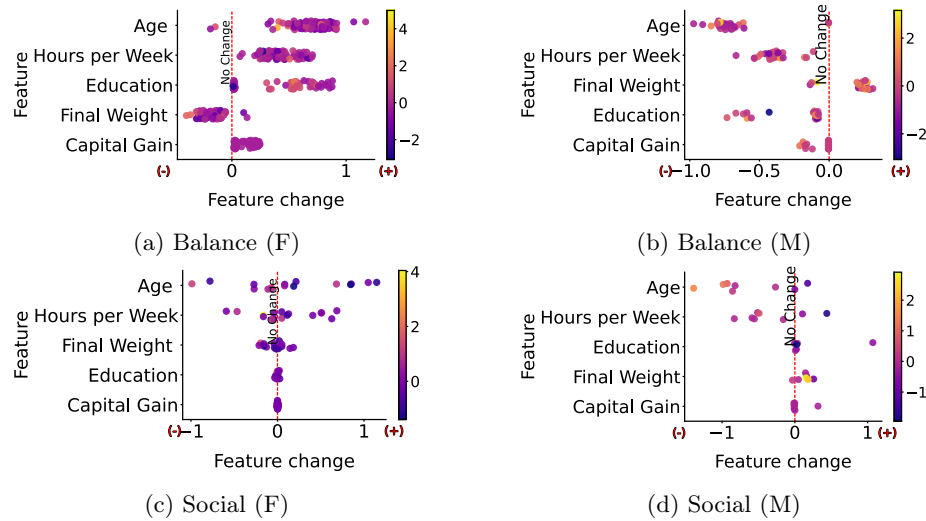 Feature
Age
Hours per Week
Education
Final Weight
Capital Gain
No Change
4
2
0
−2
(-)
0
1
(+)
Feature change
(a) Balance (F)
Feature
Age
Hours per Week
Final Weight
Education
Capital Gain
No Change
2
0
−2
(-)
−1.0
−0.5
0.0
(+)
Feature change
(b) Balance (M)
Feature
Age
Hours per Week
Final Weight
Education
Capital Gain
No Change
4
2
0
(-)
−1
0
1
(+)
Feature change
(c) Social (F)
Feature
Age
Hours per Week
Education
Final Weight
Capital Gain
No Change
2
1
0
−1
−2
(-)
−1
0
1
(+)
Feature change
(d) Social (M)